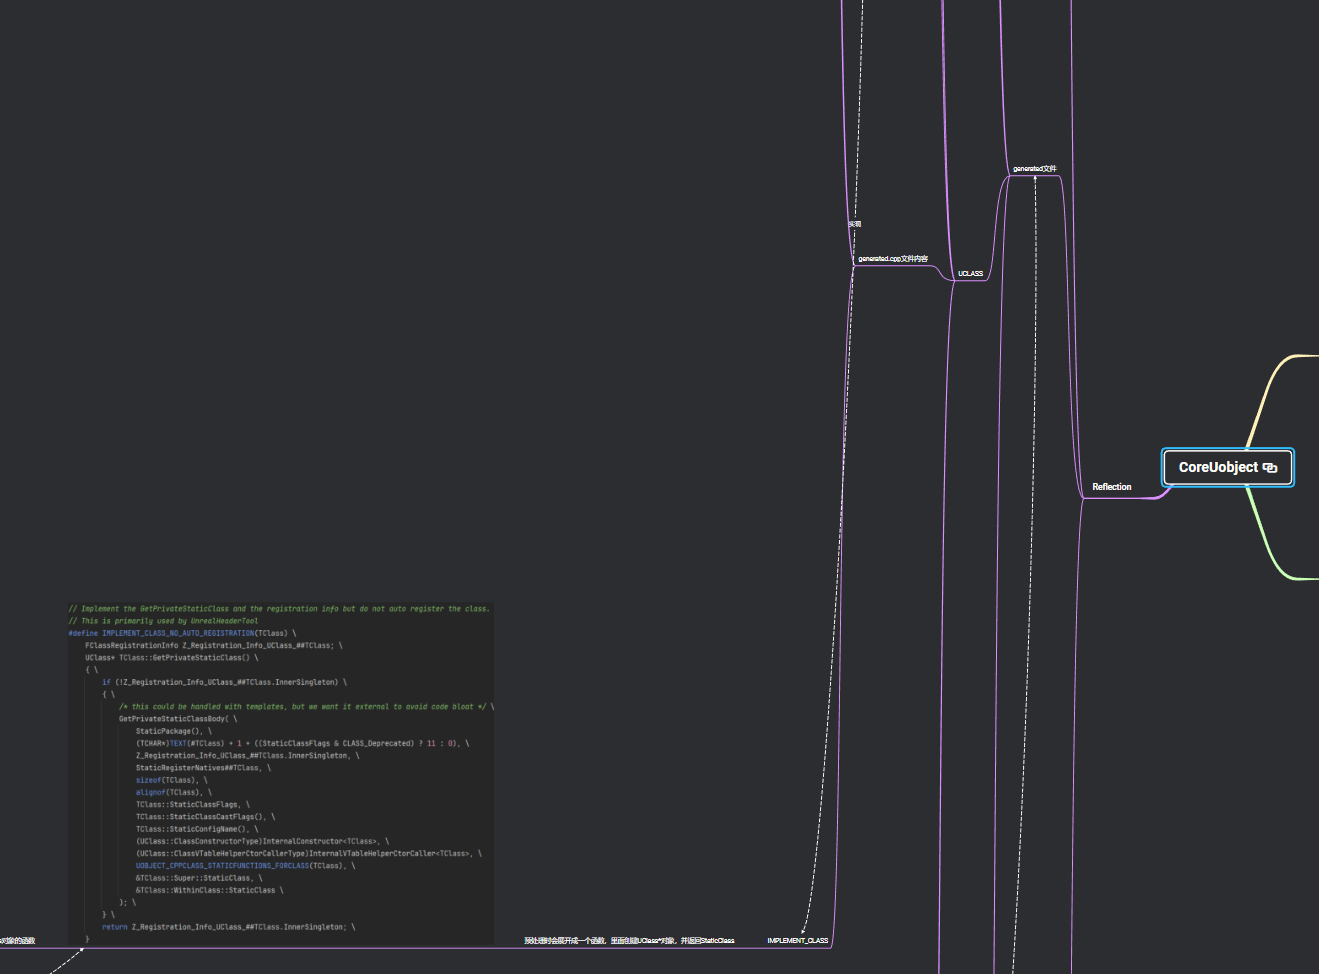 generated文件
实现
generated.cpp文件内容
UCLASS
CoreUobject
Reflection
// Implement the GetPrivateStaticClass and the registration info but do not auto register the class.
// This is primarily used by UnrealHeaderTool
#define IMPLEMENT_CLASS_NO_AUTO_REGISTRATION(TClass) \
FClassRegistrationInfo Z_Registration_Info_UClass_##TClass; \
UClass* TClass::GetPrivateStaticClass() \
{ \
if (!Z_Registration_Info_UClass_##TClass.InnerSingleton) \
{ \
/* this could be handled with templates, but we want it external to avoid code bloat */ \
GetPrivateStaticClassBody( \
StaticPackage(), \
(TCHAR*)TEXT(#TClass) + 1 + ((StaticClassFlags & CLASS_Deprecated) ? 11 : 0), \
Z_Registration_Info_UClass_##TClass.InnerSingleton, \
StaticRegisterNatives##TClass, \
sizeof(TClass), \
alignof(TClass), \
TClass::StaticClassFlags, \
TClass::StaticClassCastFlags(), \
TClass::StaticConfigName(), \
(UClass::ClassConstructorType)InternalConstructor<TClass>, \
(UClass::ClassVTableHelperCtorCallerType)InternalVTableHelperCtorCaller<TClass>, \
UOBJECT_CPPCLASS_STATICFUNCTIONS_FORCLASS(TClass), \
&TClass::Super::StaticClass, \
&TClass::WithinClass::StaticClass \
); \
} \
return Z_Registration_Info_UClass_##TClass.InnerSingleton; \
}
对象的函数
预处理时会展开成一个函数，里面创建UClass*对象，并返回StaticClass
IMPLEMENT_CLASS